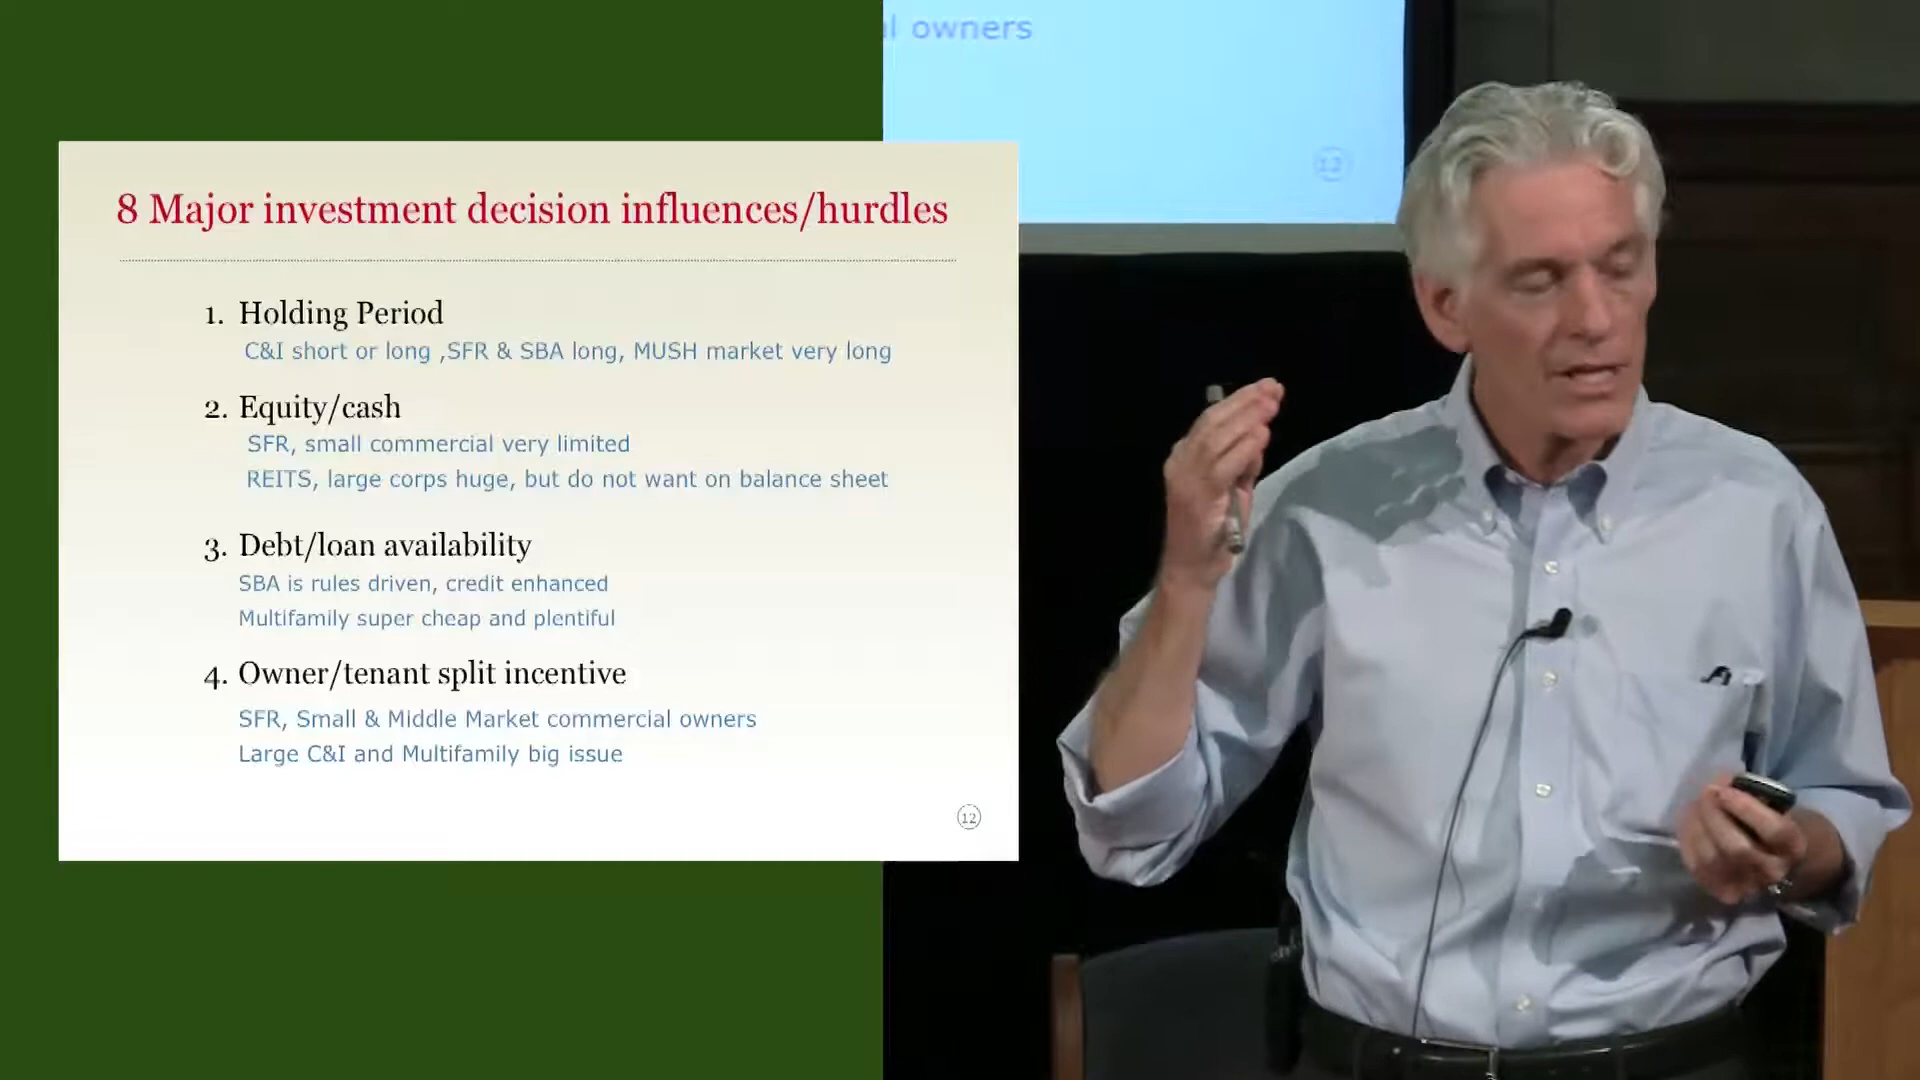 al owners
12
8 Major investment decision influences/hurdles
1. Holding Period
C&I short or long ,SFR & SBA long, MUSH market very long
2. Equity/cash
SFR, small commercial very limited
REITS, large corps huge, but do not want on balance sheet
3. Debt/loan availability
SBA is rules driven, credit enhanced
Multifamily super cheap and plentiful
4. Owner/tenant split incentive
SFR, Small & Middle Market commercial owners
Large C&I and Multifamily big issue
12